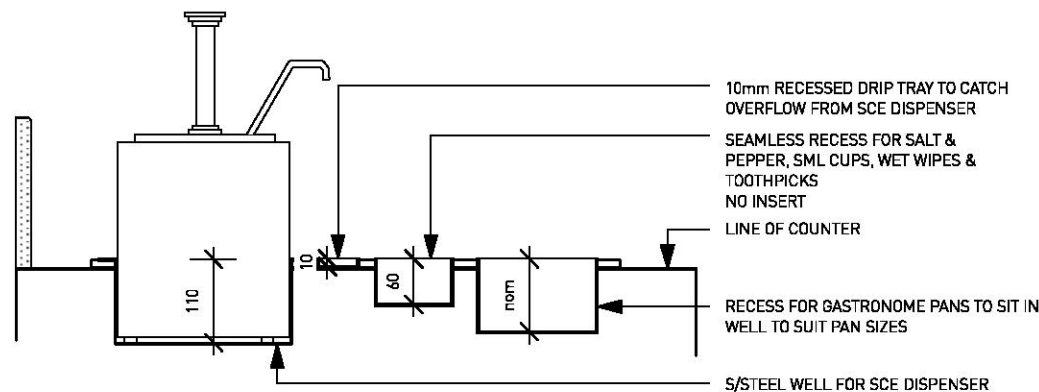 10mm RECESSED DRIP TRAY TO CATCH
OVERFLOW FROM SCE DISPENSER
SEAMLESS RECESS FOR SALT &
PEPPER, SML CUPS, WET WIPES &
TOOTHPICKS
NO INSERT
LINE OF COUNTER
RECESS FOR GASTRONOME PANS TO SIT IN
WELL TO SUIT PAN SIZES
S/STEEL WELL FOR SCE DISPENSER
110
10
60
nom